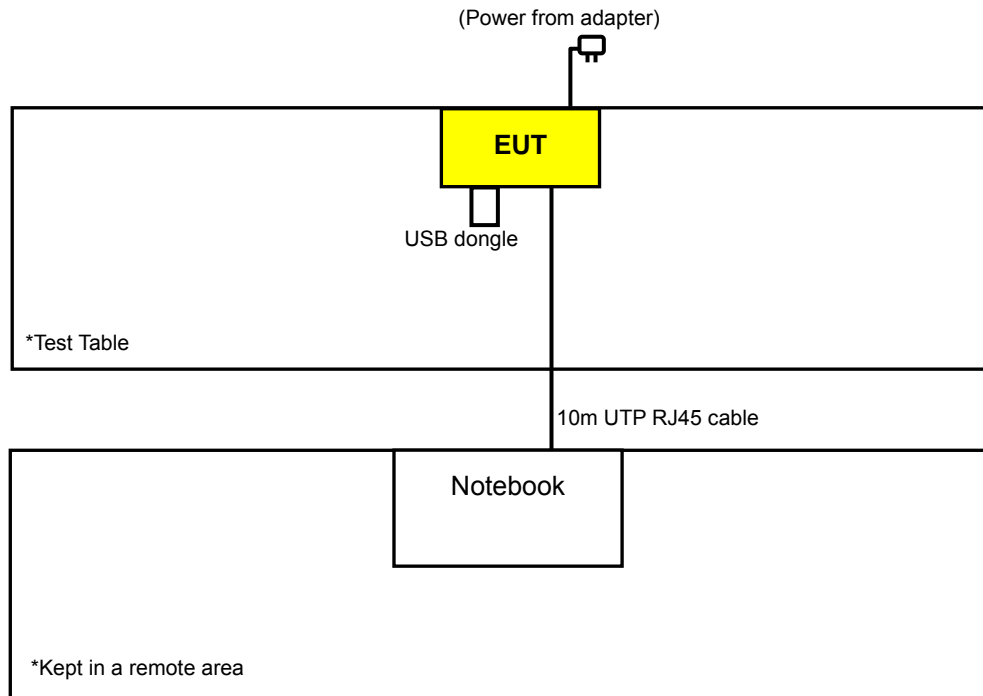 (Power from adapter)
EUT
USB dongle
*Test Table
10m UTP RJ45 cable
Notebook
*Kept in a remote area